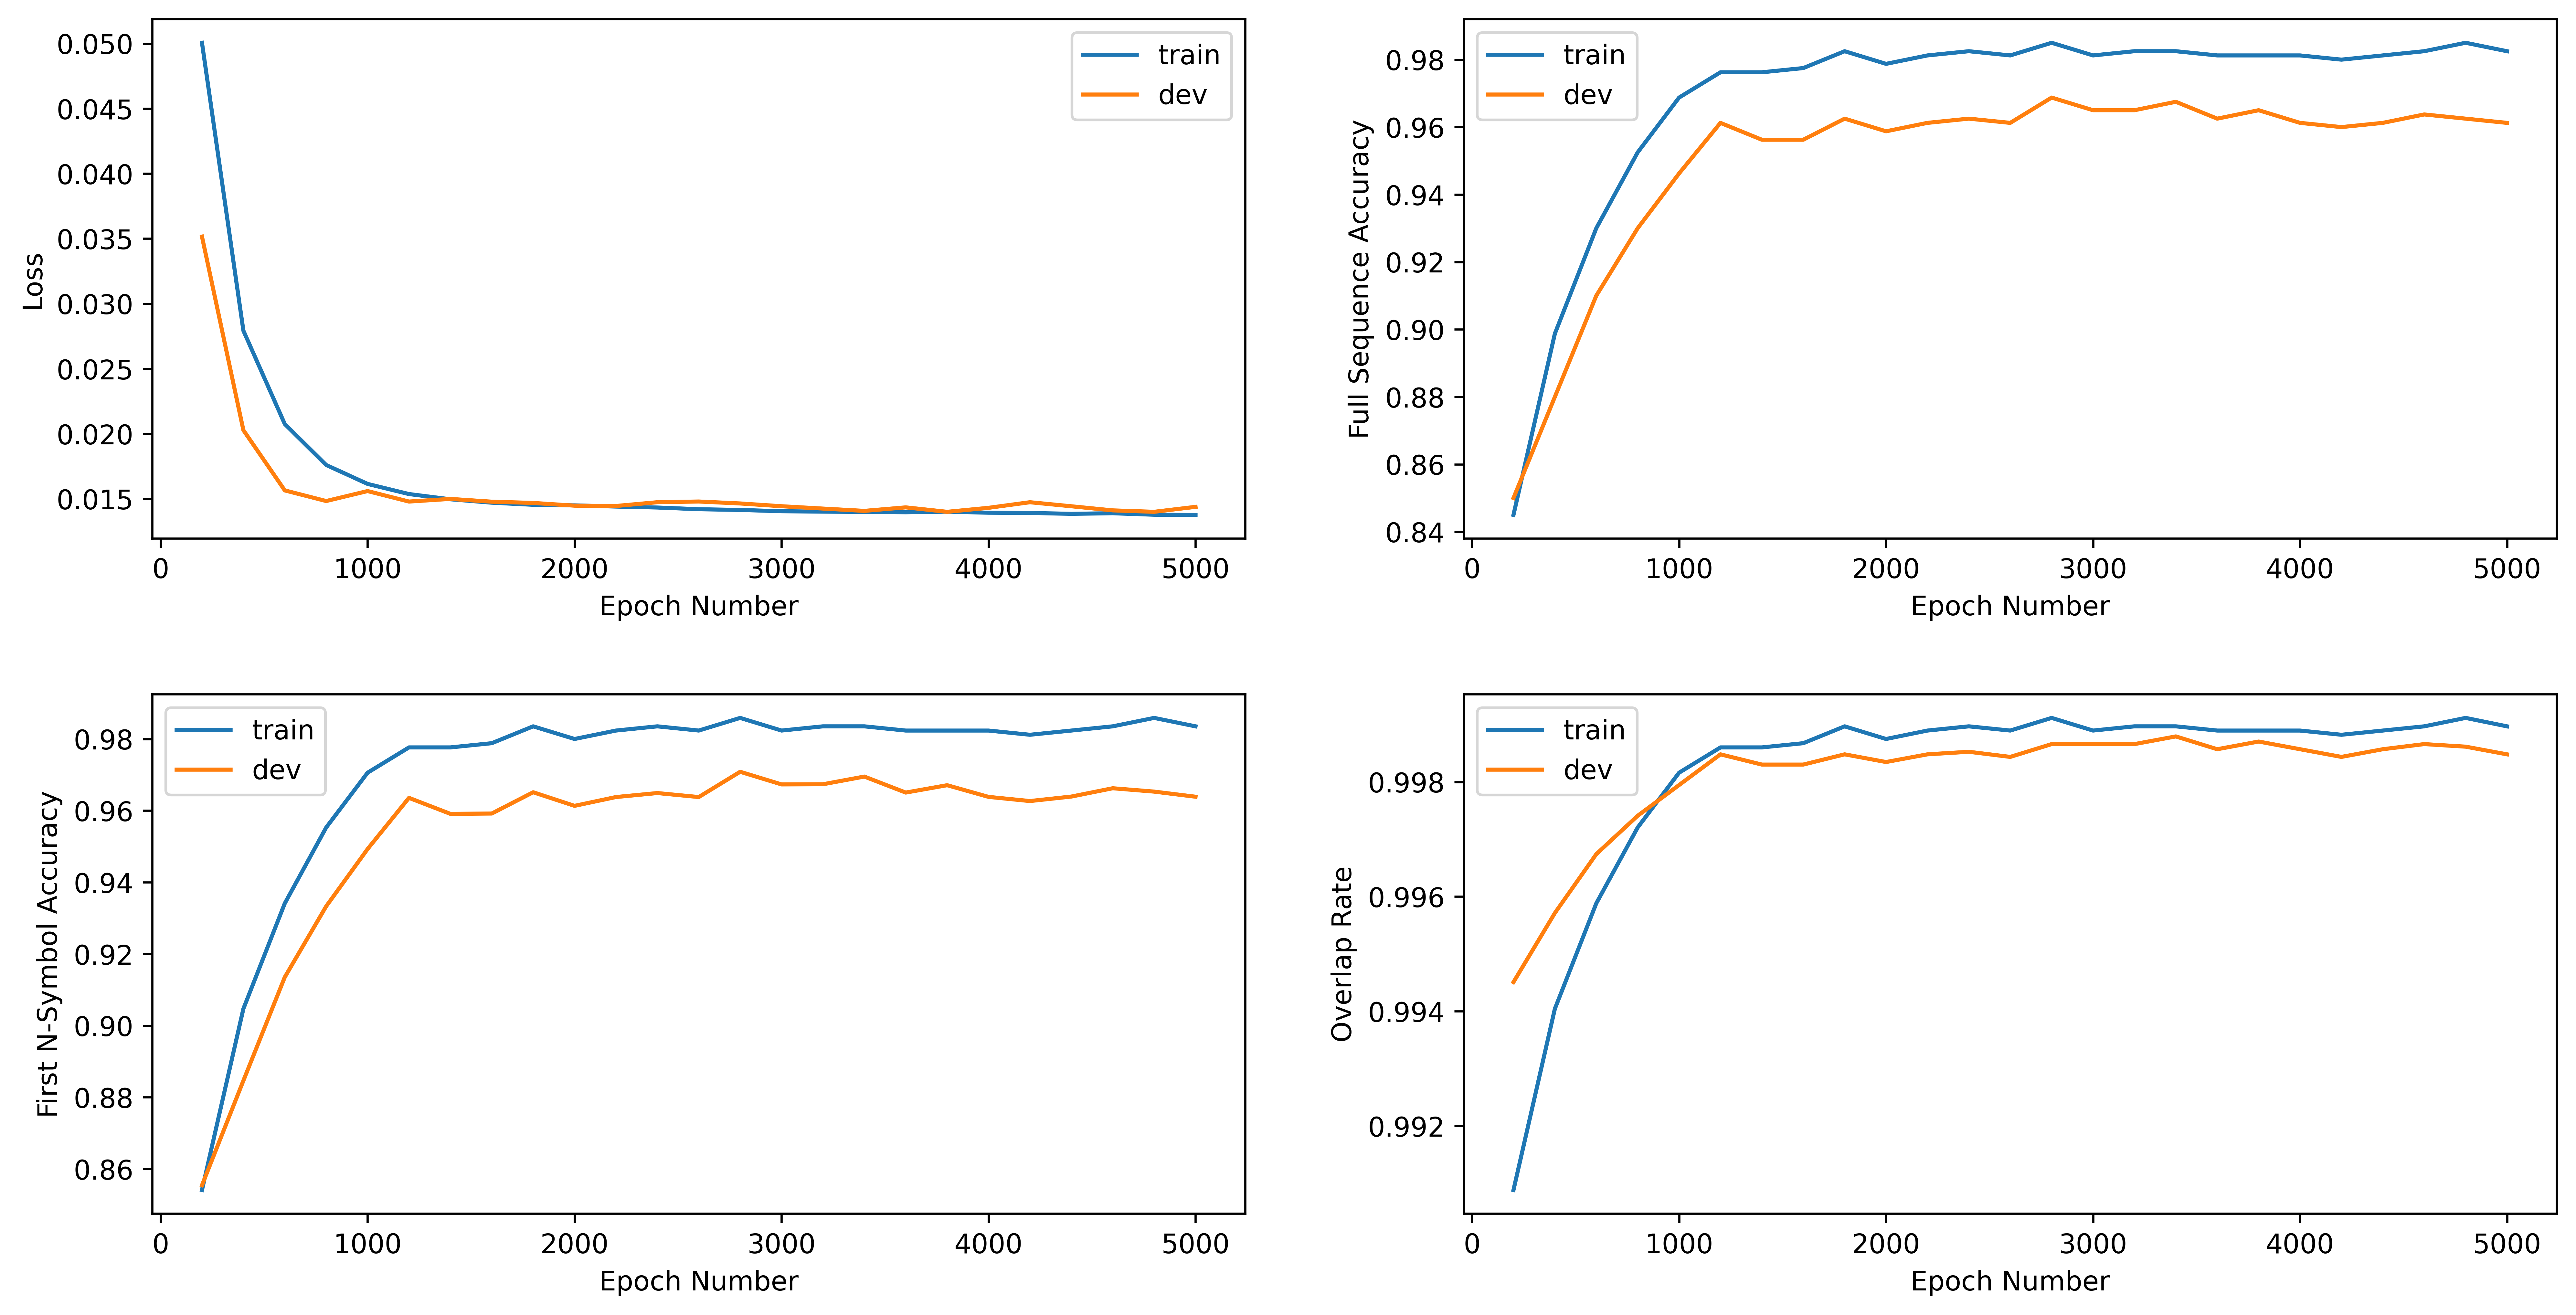 0.050
0.045
0.040
0.035
0.030
0.025
0.020
0.015
Loss
train
dev
0 1000 2000 3000 4000 5000
Epoch Number
0.98
0.96
0.94
0.92
0.90
0.88
0.86
0.84
Full Sequence Accuracy
train
dev
0 1000 2000 3000 4000 5000
Epoch Number
0.98
0.96
0.94
0.92
0.90
0.88
0.86
First N-Symbol Accuracy
train
dev
0 1000 2000 3000 4000 5000
Epoch Number
0.998
0.996
0.994
0.992
Overlap Rate
train
dev
0 1000 2000 3000 4000 5000
Epoch Number